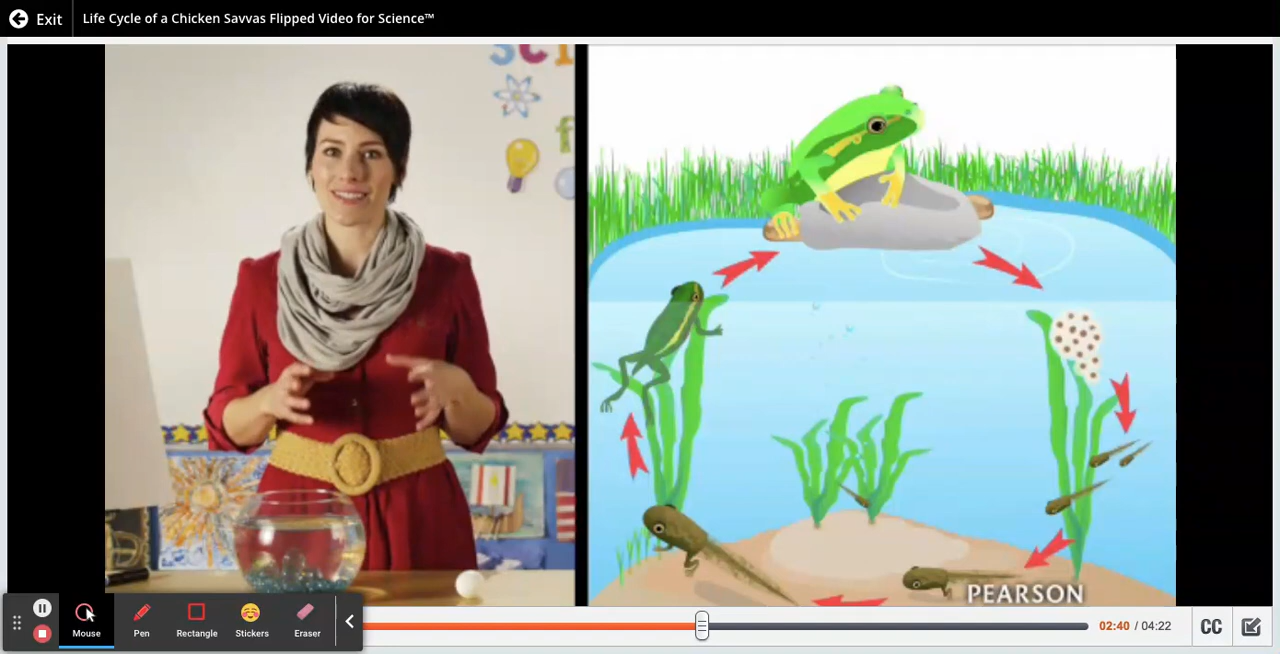 Exit
Life Cycle of a Chicken Savvas Flipped Video for Science™
SCI
f
PEARSON
Mouse
Pen
Rectangle
Stickers
Eraser
02:40 / 04:22
CC